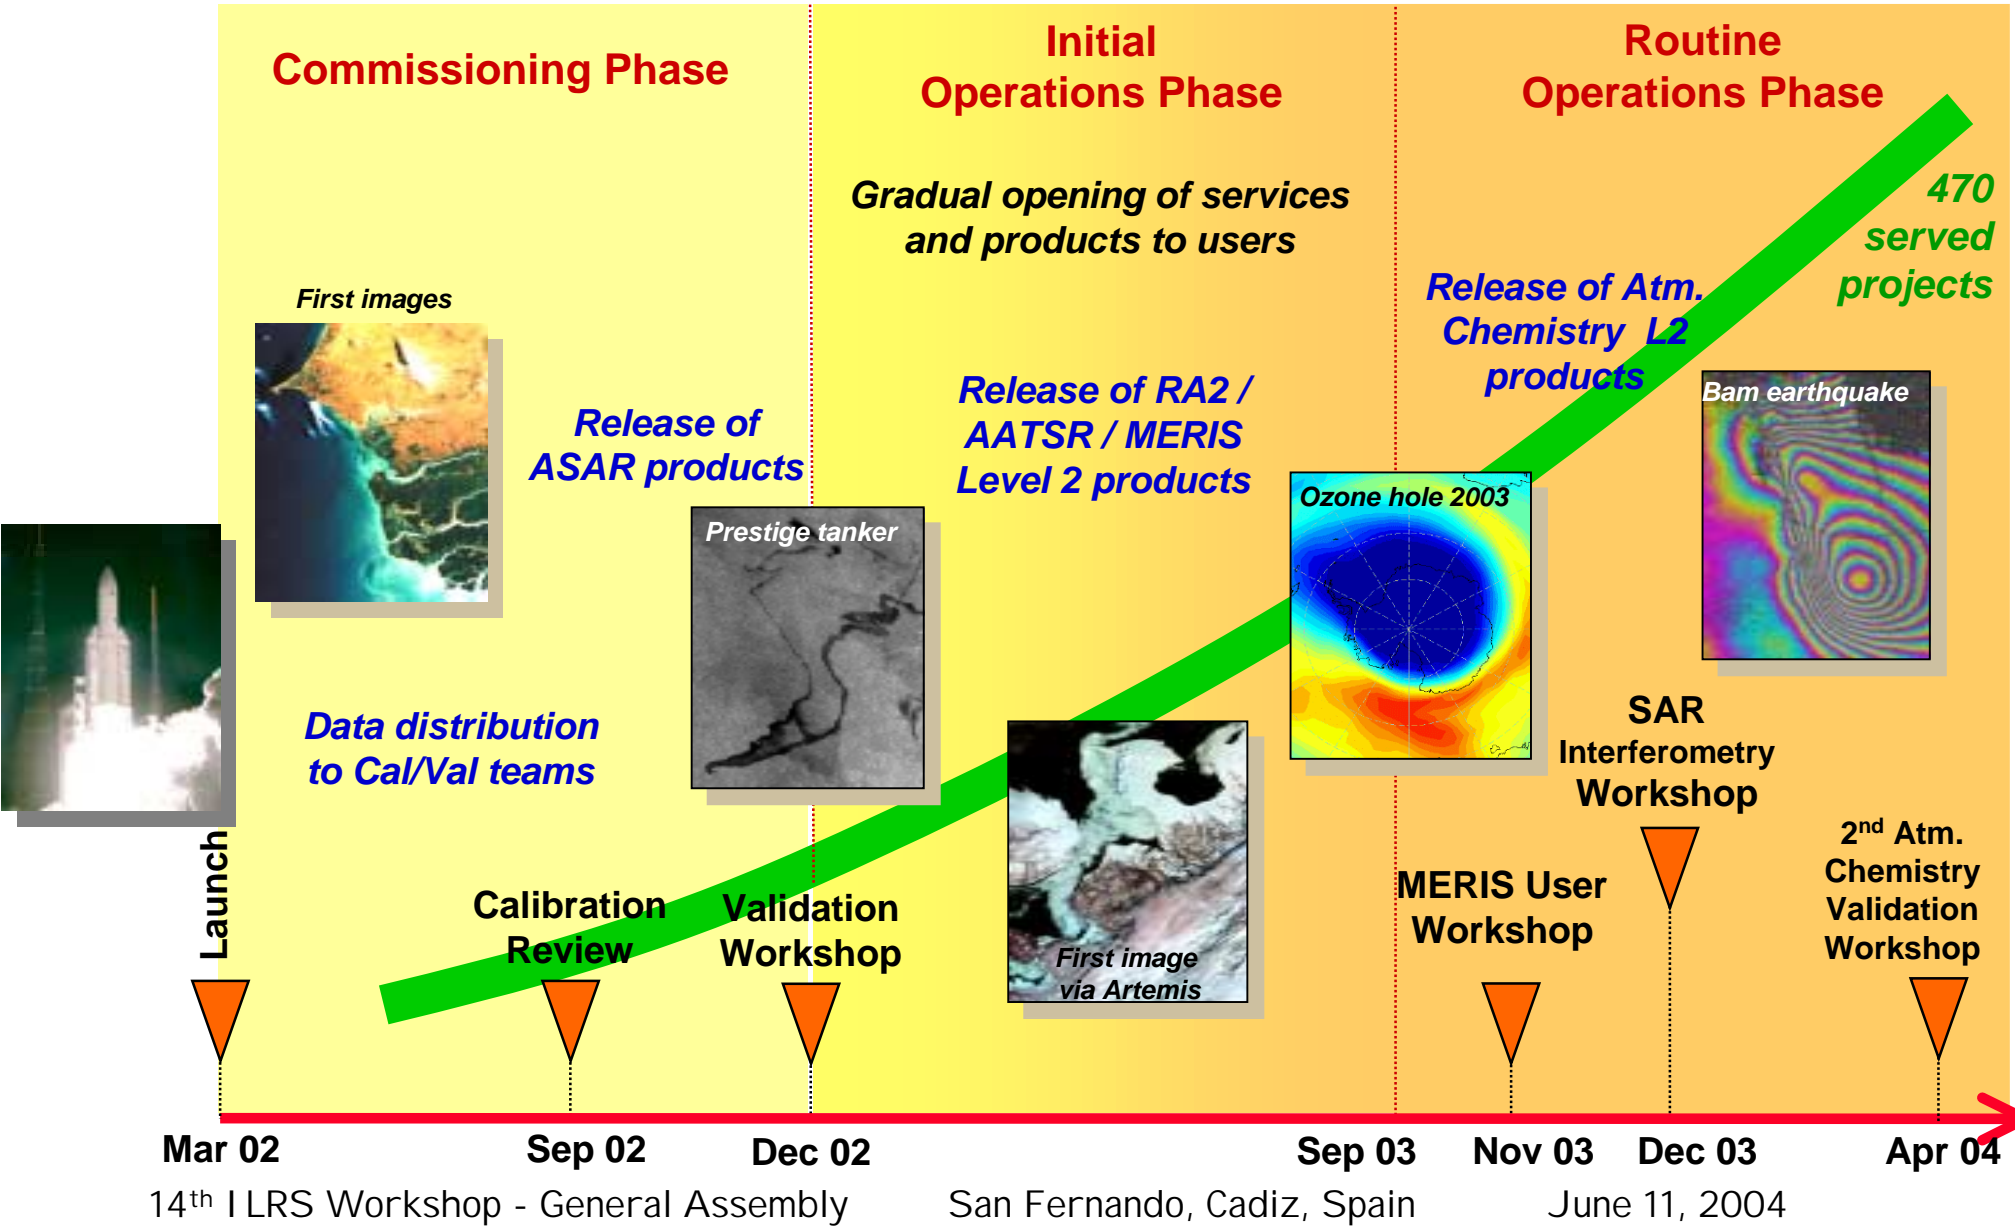 Commissioning Phase
Initial
Operations Phase
Routine
Operations Phase
Gradual opening of services
and products to users
470
served
projects
First images
Release of Atm.
Chemistry L2
products
Release of
ASAR products
Release of RA2 /
AATSR / MERIS
Level 2 products
Bam earthquake
Prestige tanker
Ozone hole 2003
Data distribution
to Cal/Val teams
SAR
Interferometry
Workshop
Launch
Calibration
Review
Validation
Workshop
First image
via Artemis
MERIS User
Workshop
2nd Atm.
Chemistry
Validation
Workshop
Mar 02
Sep 02
Dec 02
Sep 03
Nov 03
Dec 03
Apr 04
14th ILRS Workshop - General Assembly
San Fernando, Cadiz, Spain
June 11, 2004